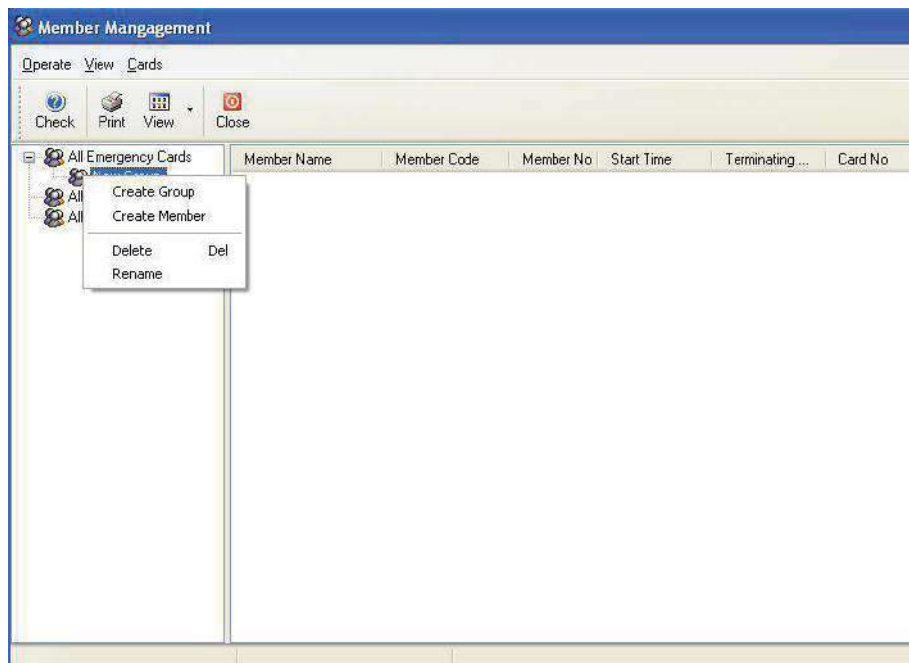 Member Mangagement
Operate View Cards
Check Print View Close
All Emergency Cards
Member Name Member Code Member No Start Time Terminating ... Card No
All
All
Create Group
Create Member
Delete Del
Rename